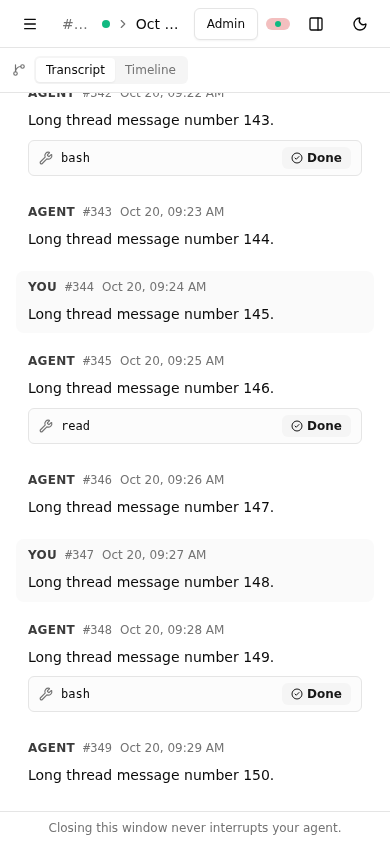 #... Oct ... Admin
Transcript Timeline
AGENT #342 Oct 20, 09:22 AM
Long thread message number 143.
bash Done
AGENT #343 Oct 20, 09:23 AM
Long thread message number 144.
YOU #344 Oct 20, 09:24 AM
Long thread message number 145.
AGENT #345 Oct 20, 09:25 AM
Long thread message number 146.
read Done
AGENT #346 Oct 20, 09:26 AM
Long thread message number 147.
YOU #347 Oct 20, 09:27 AM
Long thread message number 148.
AGENT #348 Oct 20, 09:28 AM
Long thread message number 149.
bash Done
AGENT #349 Oct 20, 09:29 AM
Long thread message number 150.
Closing this window never interrupts your agent.